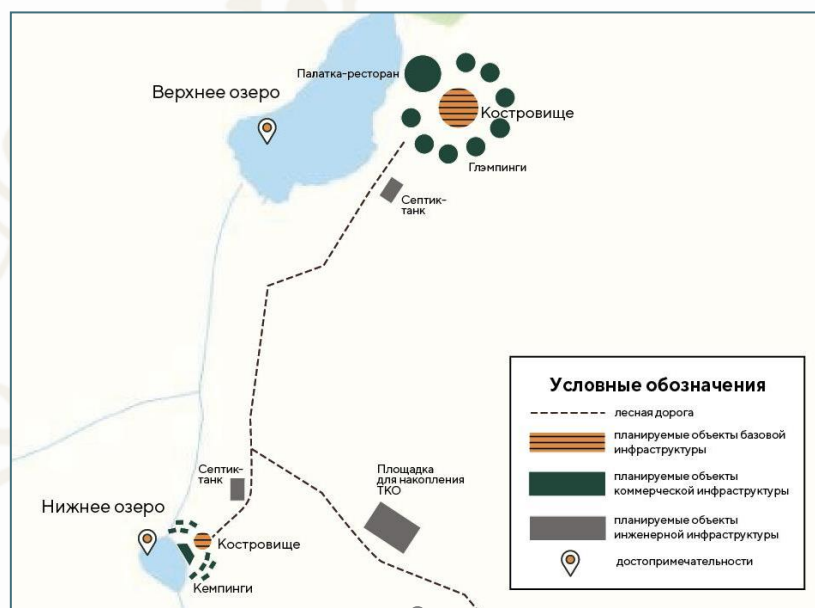 Палатка-ресторан
Верхнее озеро
Костровище
Глэмпинги
Септик-
танк
Септик-
танк
Площадка
для накопления
ТКО
Нижнее озеро
Костровище
Кемпинги
Условные обозначения
лесная дорога
планируемые объекты базовой
инфраструктуры
планируемые объекты
коммерческой инфраструктуры
планируемые объекты
инженерной инфраструктуры
достопримечательности